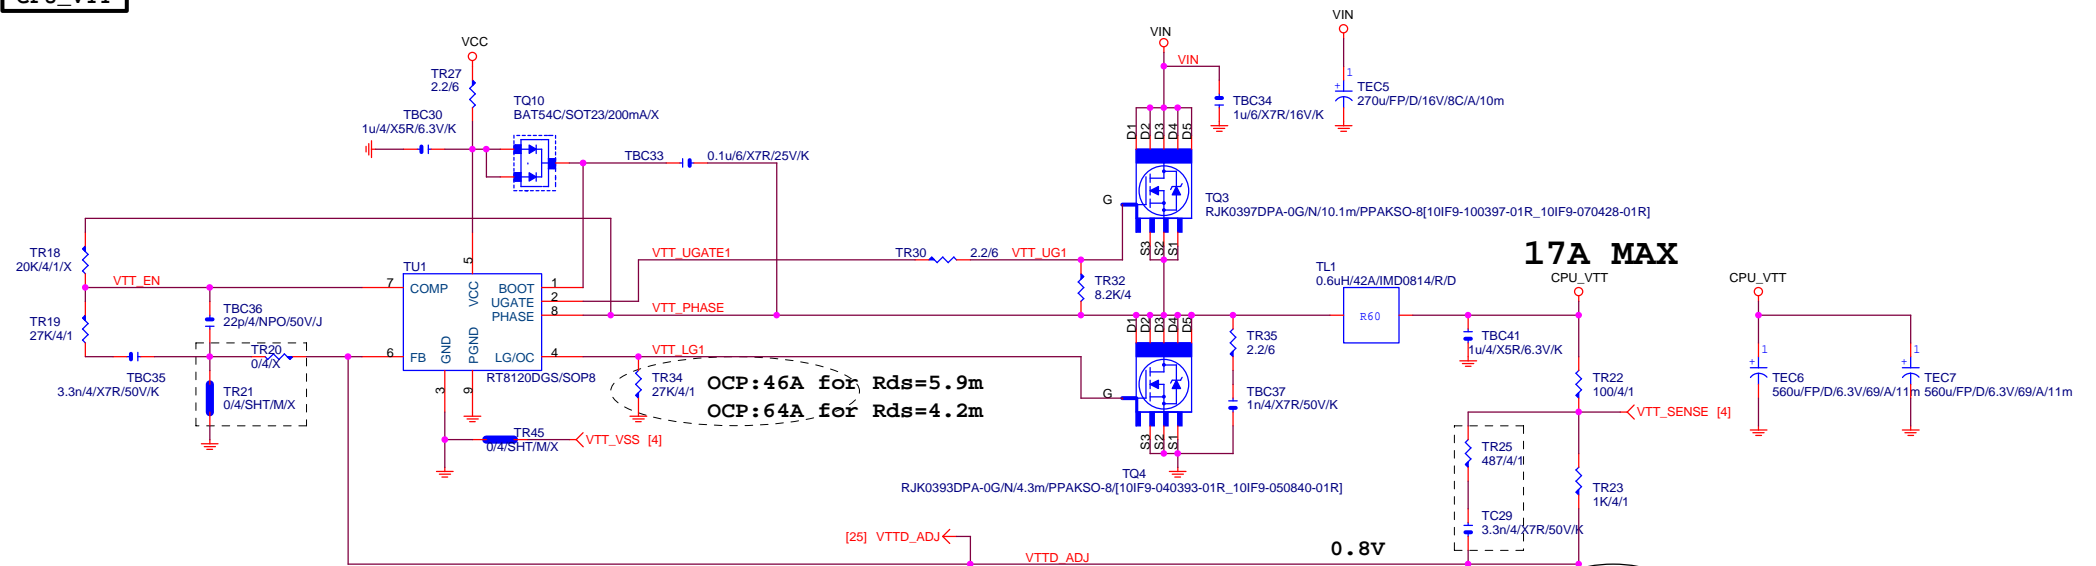 CPU_VTT
VCC
TR27
2.2/6
TBC30
1u/4/X5R/6.3V/K
TQ10
BAT54C/SOT23/200mA/X
TBC33
0.1u/6/X7R/25V/K
VIN
VIN
TBC34
1u/6/X7R/16V/K
VIN
1
+
TEC5
270u/FP/D/16V/8C/A/10m
D1
D2
D3
D4
D5
G
S3
S2
S1
TQ3
RJK0397DPA-0G/N/10.1m/PPAKSO-8[10IF9-100397-01R_10IF9-070428-01R]
TR18
20K/4/1/X
VTT_EN
TR19
27K/4/1
TBC36
22p/4/NPO/50V/J
TBC35
3.3n/4/X7R/50V/K
TR20
0/4/X
TR21
0/4/SHT/M/X
TU1
7
COMP
5
VCC
BOOT
1
UGATE
2
PHASE
8
6
FB
GND
3
PGND
9
LG/OC
4
RT8120DGS/SOP8
VTT_UGATE1
TR30
2.2/6
VTT_UG1
TR32
8.2K/4
VTT_PHASE
VTT_LG1
TR34
27K/4/1
OCP:46A for Rds=5.9m
OCP:64A for Rds=4.2m
TR45
0/4/SHT/M/X
VTT_VSS [4]
D1
D2
D3
D4
D5
G
S3
S2
S1
TQ4
RJK0393DPA-0G/N/4.3m/PPAKSO-8/[10IF9-040393-01R_10IF9-050840-01R]
TR35
2.2/6
TBC37
1n/4/X7R/50V/K
TL1
0.6uH/42A/IMD0814/R/D
R60
17A MAX
CPU_VTT
TBC41
1u/4/X5R/6.3V/K
TR22
100/4/1
VTT_SENSE [4]
TR25
487/4/1
TR23
1K/4/1
TC29
3.3n/4/X7R/50V/K
CPU_VTT
1
+
TEC6
560u/FP/D/6.3V/69/A/11m
1
+
TEC7
560u/FP/D/6.3V/69/A/11m
[25] VTTD_ADJ
VTTD_ADJ
0.8V